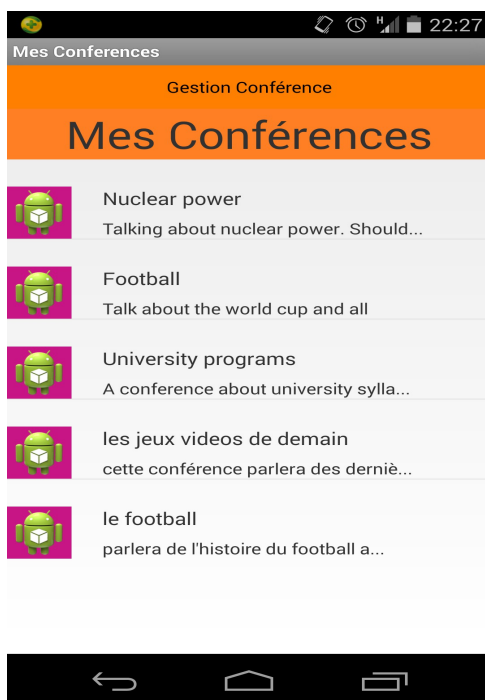 H 22:27
Mes Conferences
Gestion Conférence
Mes Conférences
Nuclear power
Talking about nuclear power. Should...
Football
Talk about the world cup and all
University programs
A conference about university sylla...
les jeux videos de demain
cette conférence parlera des derniè...
le football
parlera de l'histoire du football a...